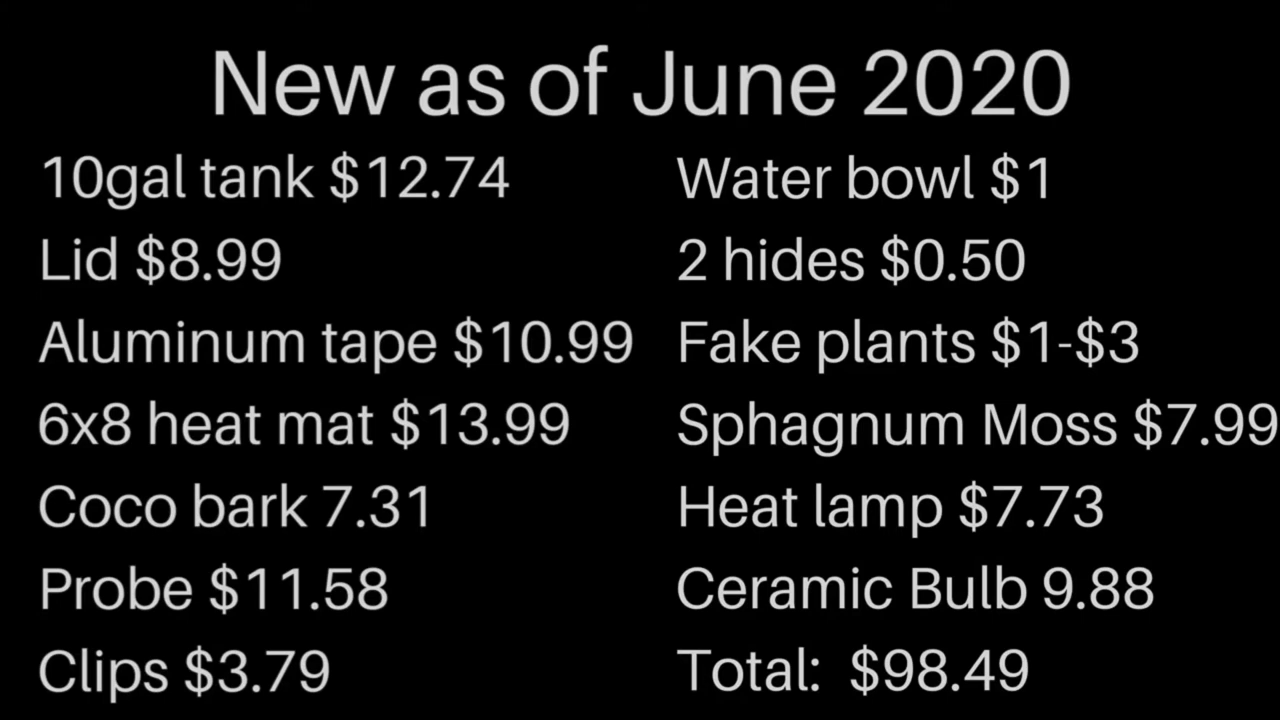 New as of June 2020
10gal tank $12.74
Lid $8.99
Aluminum tape $10.99
6x8 heat mat $13.99
Coco bark 7.31
Probe $11.58
Clips $3.79
Water bowl $1
2 hides $0.50
Fake plants $1-$3
Sphagnum Moss $7.99
Heat lamp $7.73
Ceramic Bulb 9.88
Total: $98.49